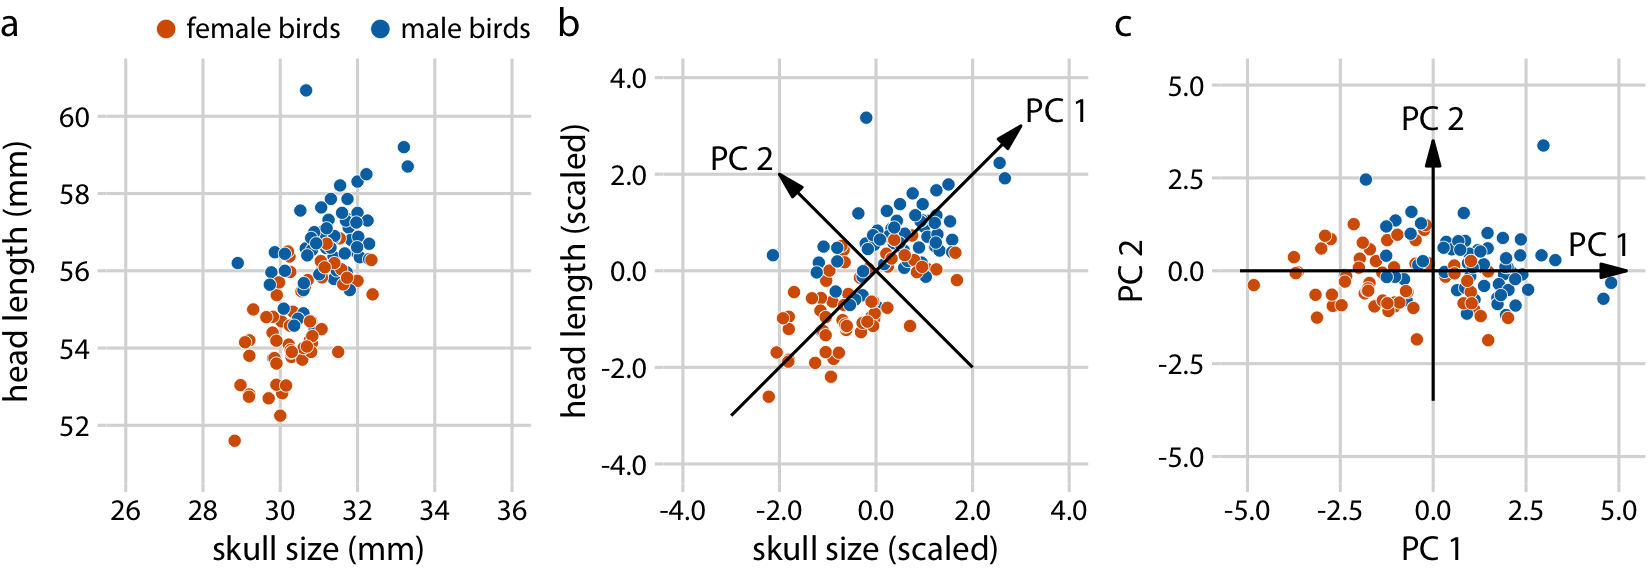 a
female birds
male birds
head length (mm)
60
58
56
54
52
26 28 30 32 34 36
skull size (mm)
b
head length (scaled)
4.0
2.0
0.0
-2.0
-4.0
PC 1
PC 2
-4.0 -2.0 0.0 2.0 4.0
skull size (scaled)
c
PC 2
5.0
2.5
0.0
-2.5
-5.0
PC 2
PC 1
-5.0 -2.5 0.0 2.5 5.0
PC 1